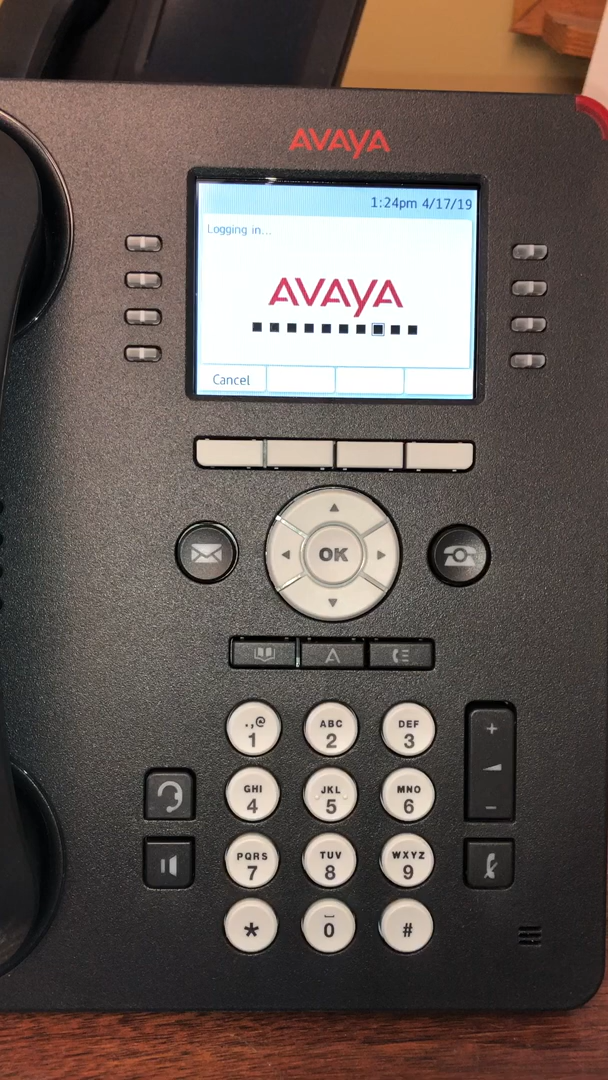 AVAYA
1:24pm 4/17/19
Logging in...
AVAYA
Cancel
OK
.,@ 1
ABC 2
DEF 3
GHI 4
JKL 5
MNO 6
PQRS 7
TUV 8
WXYZ 9
*
0
#
+
-